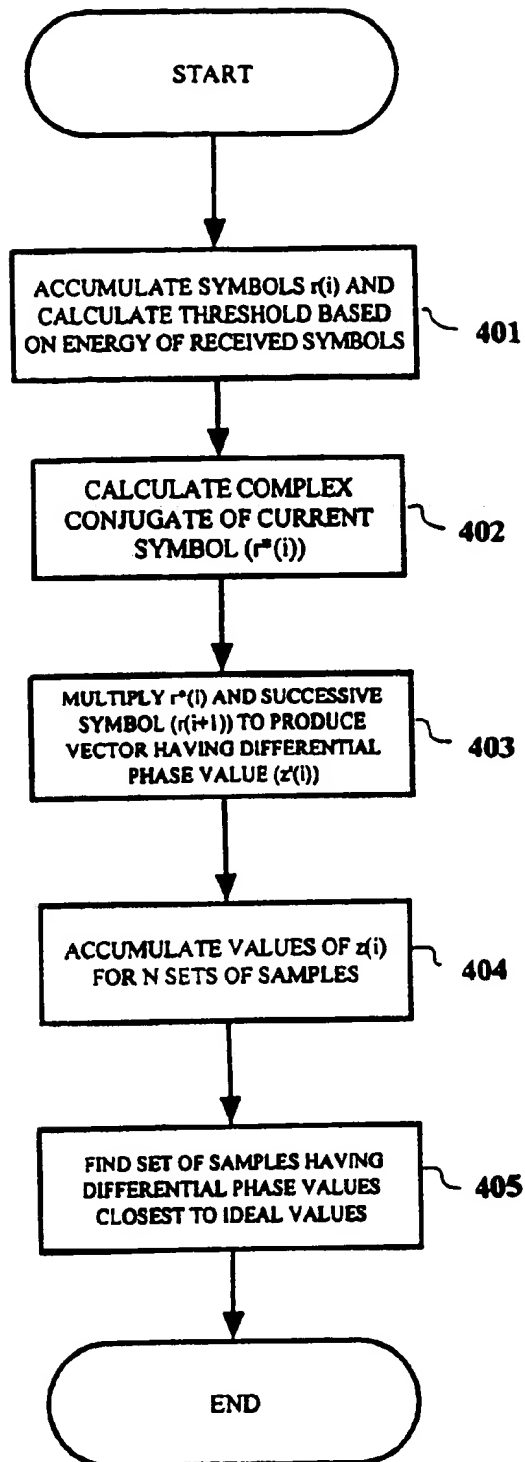 START
ACCUMULATE SYMBOLS r(i) AND
CALCULATE THRESHOLD BASED
ON ENERGY OF RECEIVED SYMBOLS
401
CALCULATE COMPLEX
CONJUGATE OF CURRENT
SYMBOL (r*(i))
402
MULTIPLY r*(i) AND SUCCESSIVE
SYMBOL (r(i+1)) TO PRODUCE
VECTOR HAVING DIFFERENTIAL
PHASE VALUE (z'(i))
403
ACCUMULATE VALUES OF z(i)
FOR N SETS OF SAMPLES
404
FIND SET OF SAMPLES HAVING
DIFFERENTIAL PHASE VALUES
CLOSEST TO IDEAL VALUES
405
END